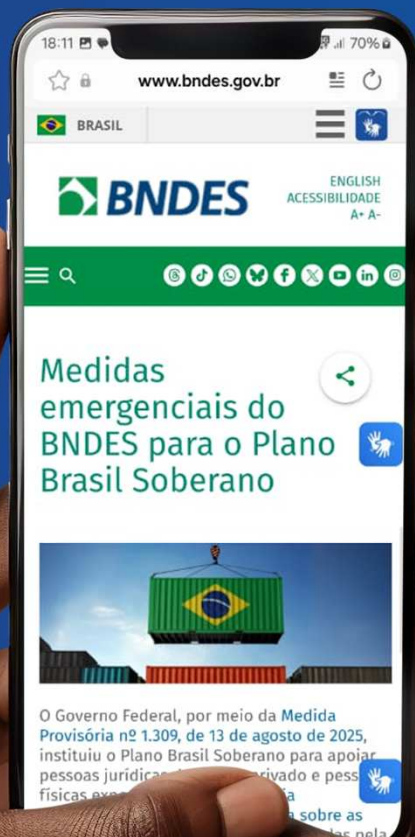 18:11
70%
www.bndes.gov.br
BRASIL
BNDES
ENGLISH
ACESSIBILIDADE
A+ A-
Medidas
emergenciais do
BNDES para o Plano
Brasil Soberano
O Governo Federal, por meio da Medida
Provisória nº 1.309, de 13 de agosto de 2025,
instituiu o Plano Brasil Soberano para apoiar
pessoas
físicas
sobre as